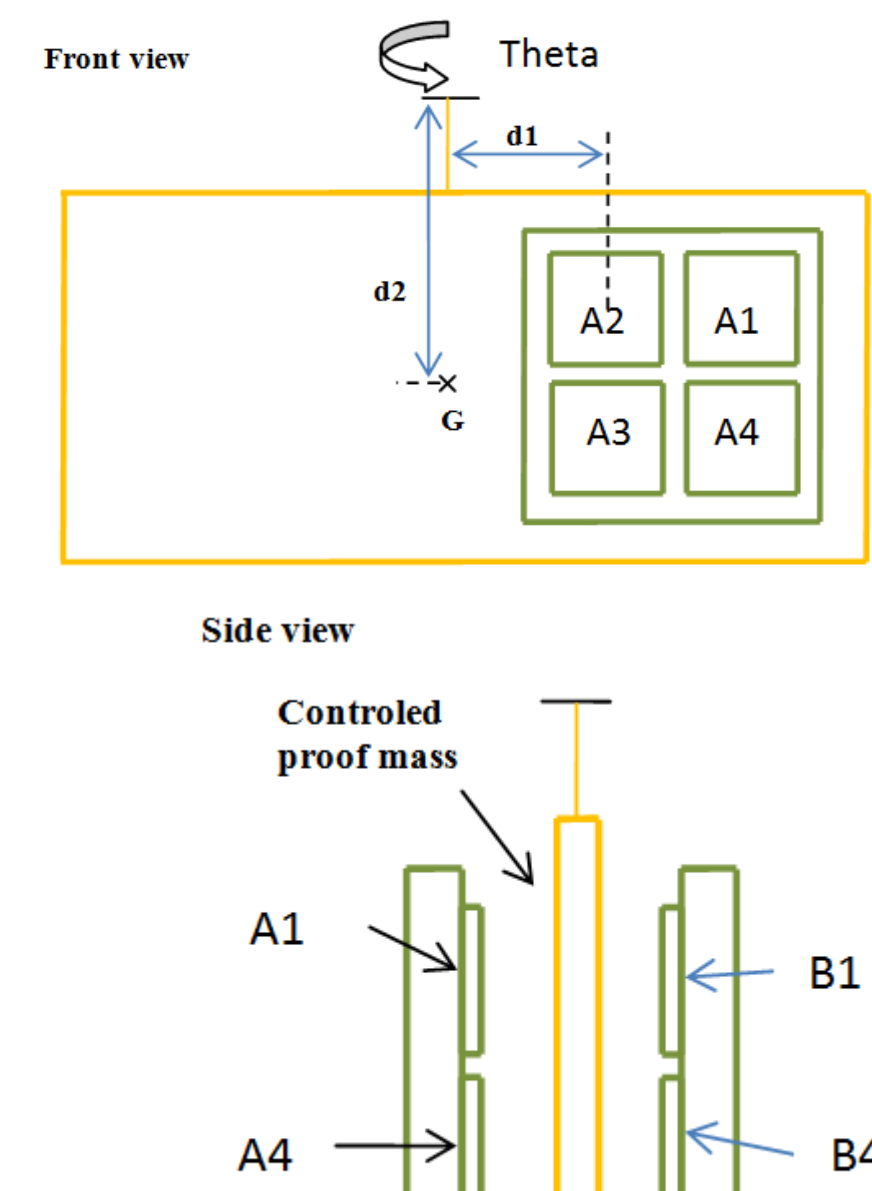 Front view
Theta
d1
d2
A2
A1
G
A3
A4
Side view
Controled
proof mass
A1
B1
A4
B4